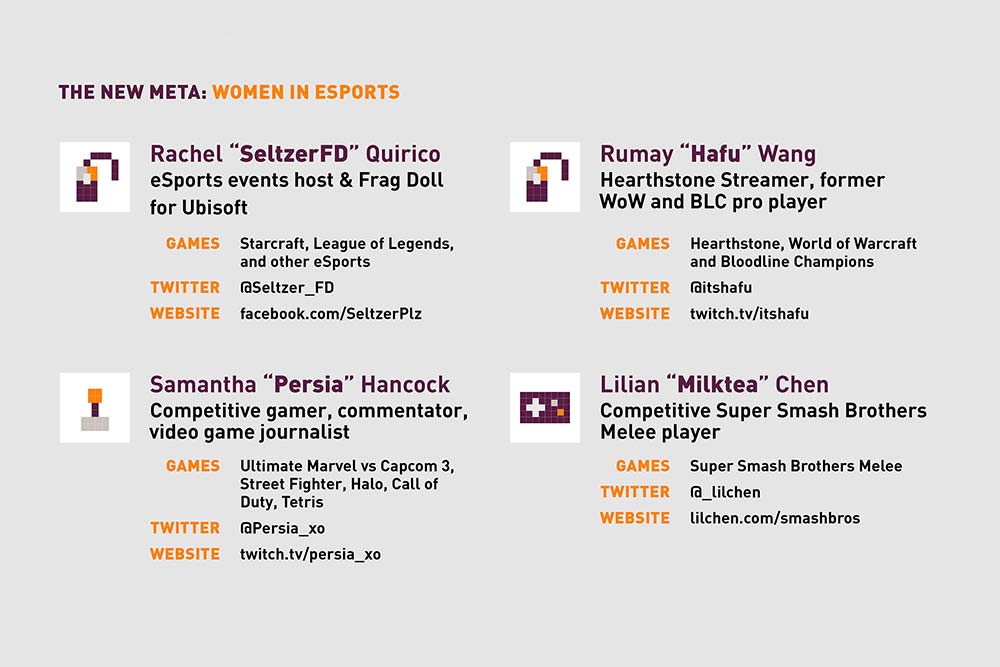 THE NEW META: WOMEN IN ESPORTS
Rachel “SeltzerFD” Quirico
eSports events host & Frag Doll
for Ubisoft
GAMES Starcraft, League of Legends,
and other eSports
TWITTER @Seltzer_FD
WEBSITE facebook.com/SeltzerPlz
Rumay “Hafu” Wang
Hearthstone Streamer, former
WoW and BLC pro player
GAMES Hearthstone, World of Warcraft
and Bloodline Champions
TWITTER @itshafu
WEBSITE twitch.tv/itshafu
Samantha “Persia” Hancock
Competitive gamer, commentator,
video game journalist
GAMES Ultimate Marvel vs Capcom 3,
Street Fighter, Halo, Call of
Duty, Tetris
TWITTER @Persia_xo
WEBSITE twitch.tv/persia_xo
Lilian “Milktea” Chen
Competitive Super Smash Brothers
Melee player
GAMES Super Smash Brothers Melee
TWITTER @_lilchen
WEBSITE lilchen.com/smashbros